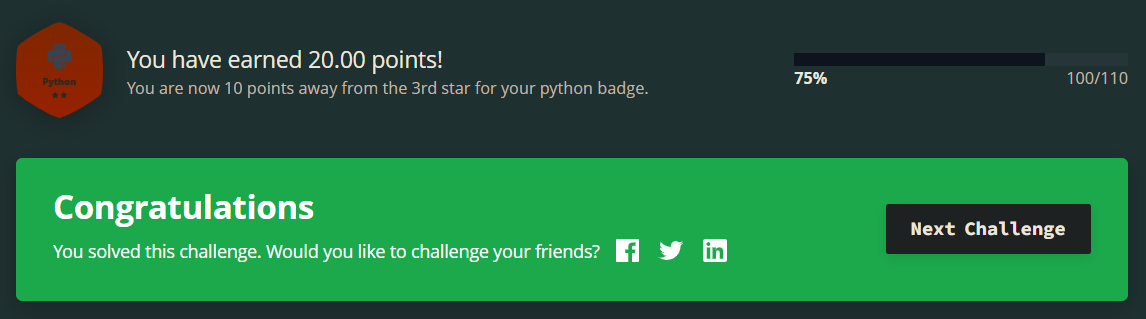 Python
You have earned 20.00 points!
You are now 10 points away from the 3rd star for your python badge.
75%
100/110
Congratulations
You solved this challenge. Would you like to challenge your friends?
Next Challenge